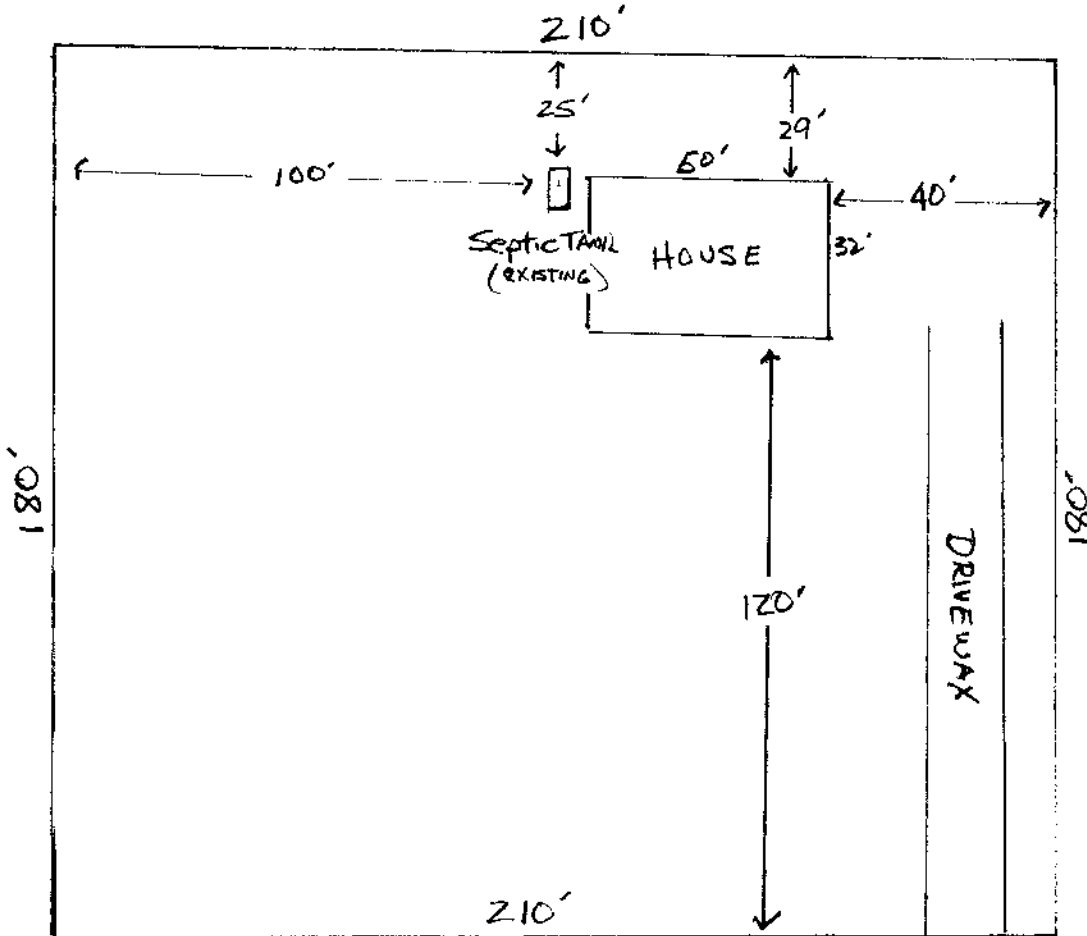 210'
25'
29'
100'
50'
40'
Septic TANK
(EXISTING)
HOUSE
32'
180'
180'
120'
DRIVEWAY
210'